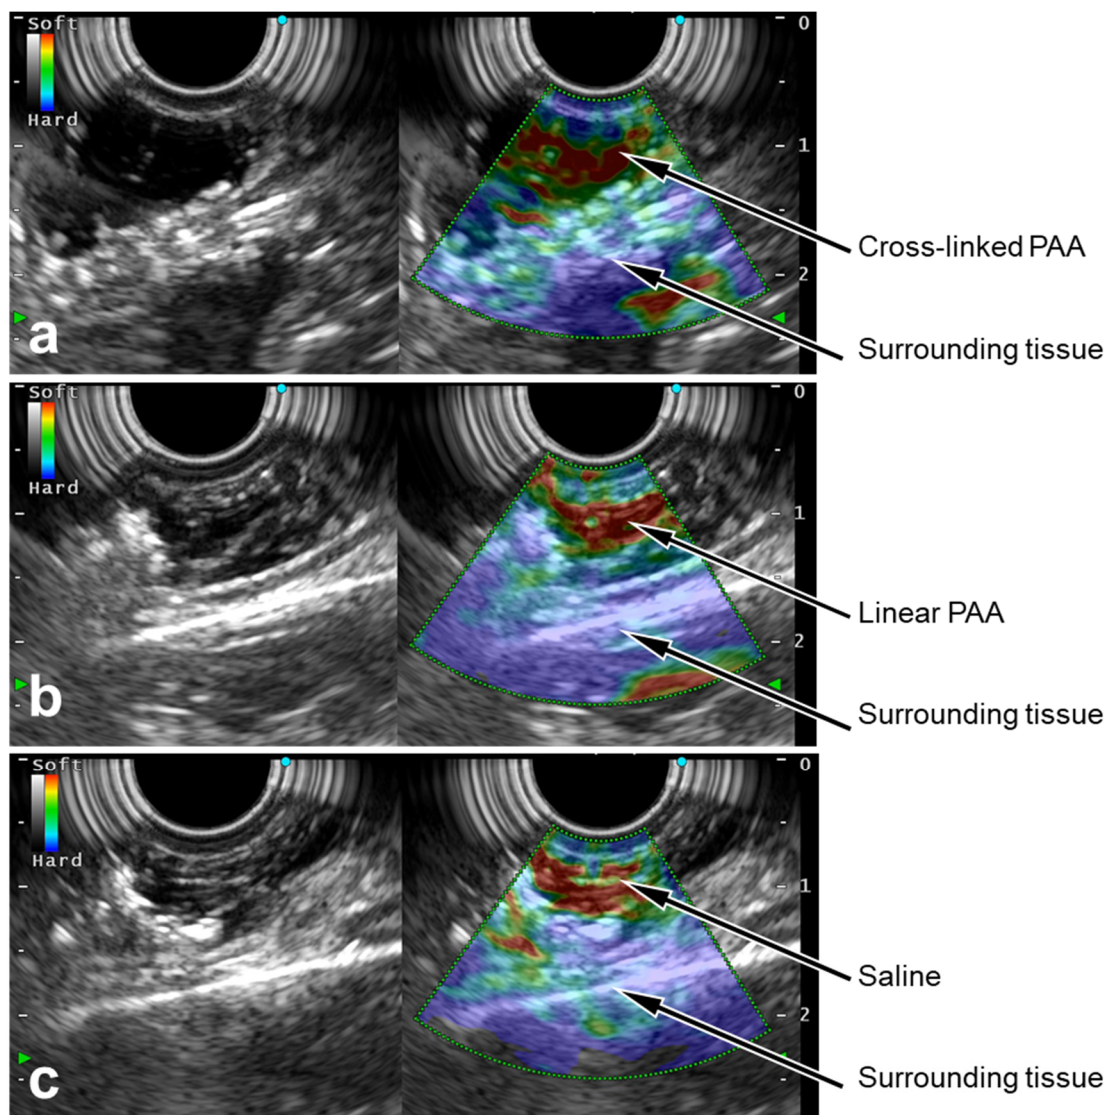 Soft
Hard
0
1
2
Cross-linked PAA
Surrounding tissue
a
Soft
Hard
0
1
2
Linear PAA
Surrounding tissue
b
Soft
Hard
0
1
2
Saline
Surrounding tissue
c